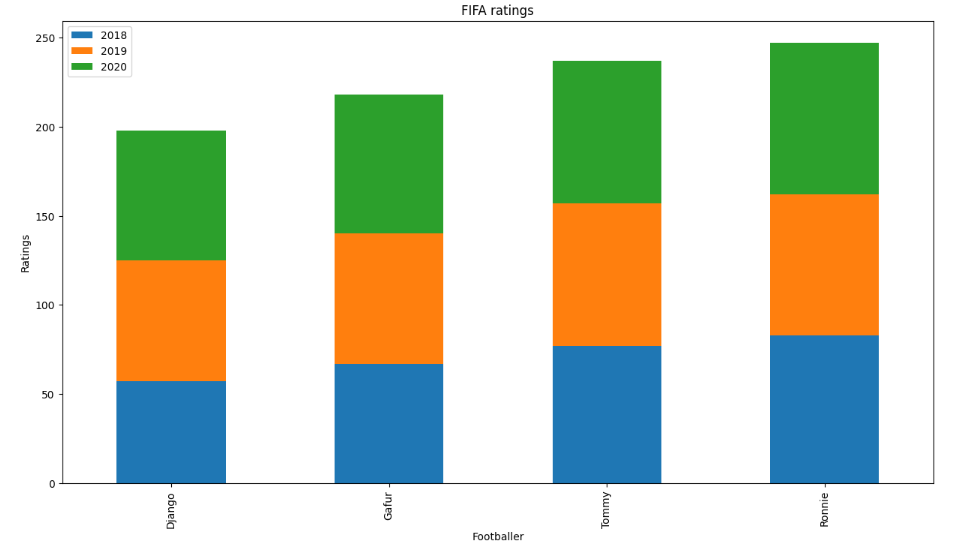 FIFA ratings
2018
2019
2020
250
200
150
100
50
0
Ratings
Django
Gafur
Tommy
Ronnie
Footballer